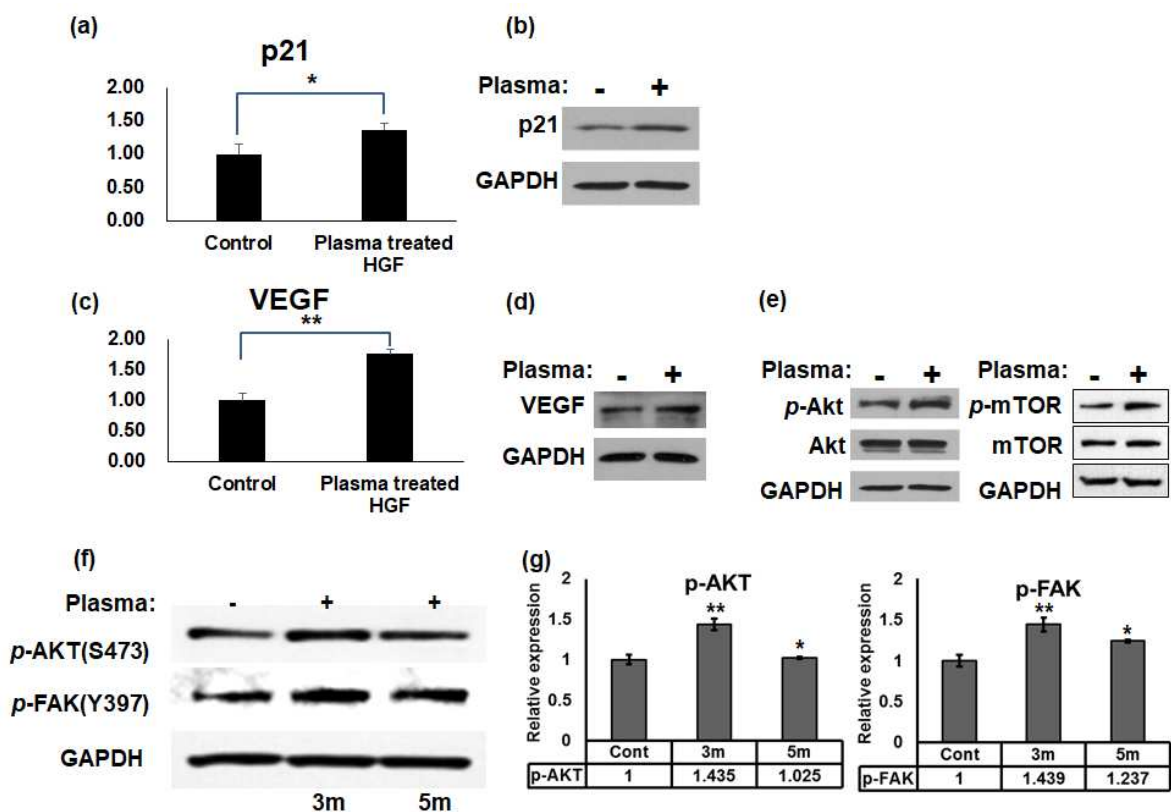 (a)
p21
*
2.00
1.50
1.00
0.50
0.00
Control
Plasma treated
HGF
(b)
Plasma: - +
p21
GAPDH
(c)
VEGF
**
2.00
1.50
1.00
0.50
0.00
Control
Plasma treated
HGF
(d)
Plasma: - +
VEGF
GAPDH
(e)
Plasma: - +
p-Akt
Akt
GAPDH
Plasma: - +
p-mTOR
mTOR
GAPDH
(f)
Plasma: - + +
p-AKT(S473)
p-FAK(Y397)
GAPDH
3m 5m
(g)
p-AKT
Relative expression
2
1.5
1
0.5
0
**
*
Cont 3m 5m
p-AKT 1 1.435 1.025
p-FAK
Relative expression
2
1.5
1
0.5
0
**
*
Cont 3m 5m
p-FAK 1 1.439 1.237